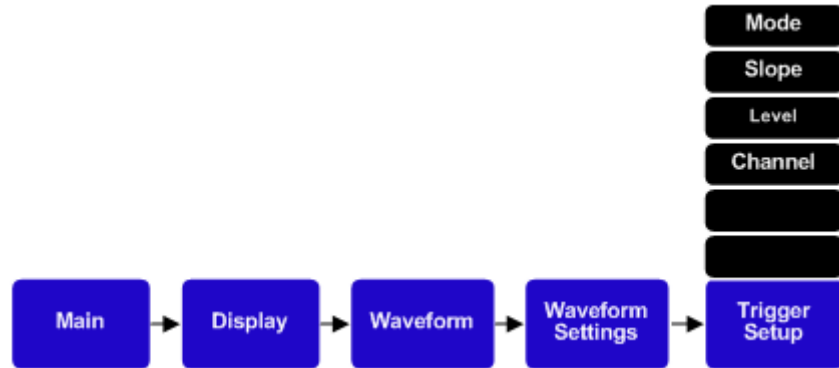 Mode
Slope
Level
Channel
Main
Display
Waveform
Waveform
Settings
Trigger
Setup